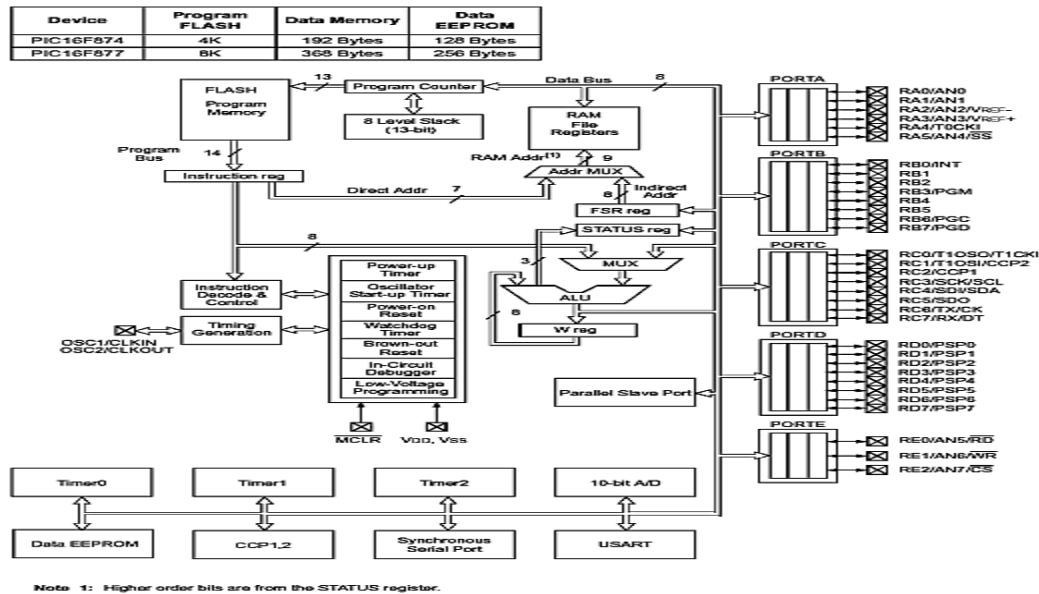 Device Program FLASH Data Memory Data EEPROM
PIC16F874 4K 192 Bytes 128 Bytes
PIC16F877 8K 368 Bytes 256 Bytes
FLASH
Program
Memory
13
Program Counter
Data Bus
8
8 Level Stack
(13-bit)
RAM
File
Registers
Program
Bus
14
RAM Addr(1)
9
Instruction reg
Addr MUX
Direct Addr
7
8
Indirect
Addr
FSR reg
STATUS reg
8
3
MUX
Power-up
Timer
Oscillator
Start-up Timer
Power-on
Reset
Watchdog
Timer
Brown-out
Reset
In-Circuit
Debugger
Low-Voltage
Programming
Instruction
Decode &
Control
Timing
Generation
OSC1/CLKIN
OSC2/CLKOUT
ALU
8
W reg
Parallel Slave Port
MCLR
VDD, VSS
PORTA
RA0/AN0
RA1/AN1
RA2/AN2/VREF-
RA3/AN3/VREF+
RA4/T0CKI
RA5/AN4/SS
PORTB
RB0/INT
RB1
RB2
RB3/PGM
RB4
RB5
RB6/PGC
RB7/PGD
PORTC
RC0/T1OSO/T1CKI
RC1/T1OSI/CCP2
RC2/CCP1
RC3/SCK/SCL
RC4/SDI/SDA
RC5/SDO
RC6/TX/CK
RC7/RX/DT
PORTD
RD0/PSP0
RD1/PSP1
RD2/PSP2
RD3/PSP3
RD4/PSP4
RD5/PSP5
RD6/PSP6
RD7/PSP7
PORTE
RE0/AN5/RD
RE1/AN6/WR
RE2/AN7/CS
Timer0
Timer1
Timer2
10-bit A/D
Data EEPROM
CCP1,2
Synchronous
Serial Port
USART
Note 1: Higher order bits are from the STATUS register.